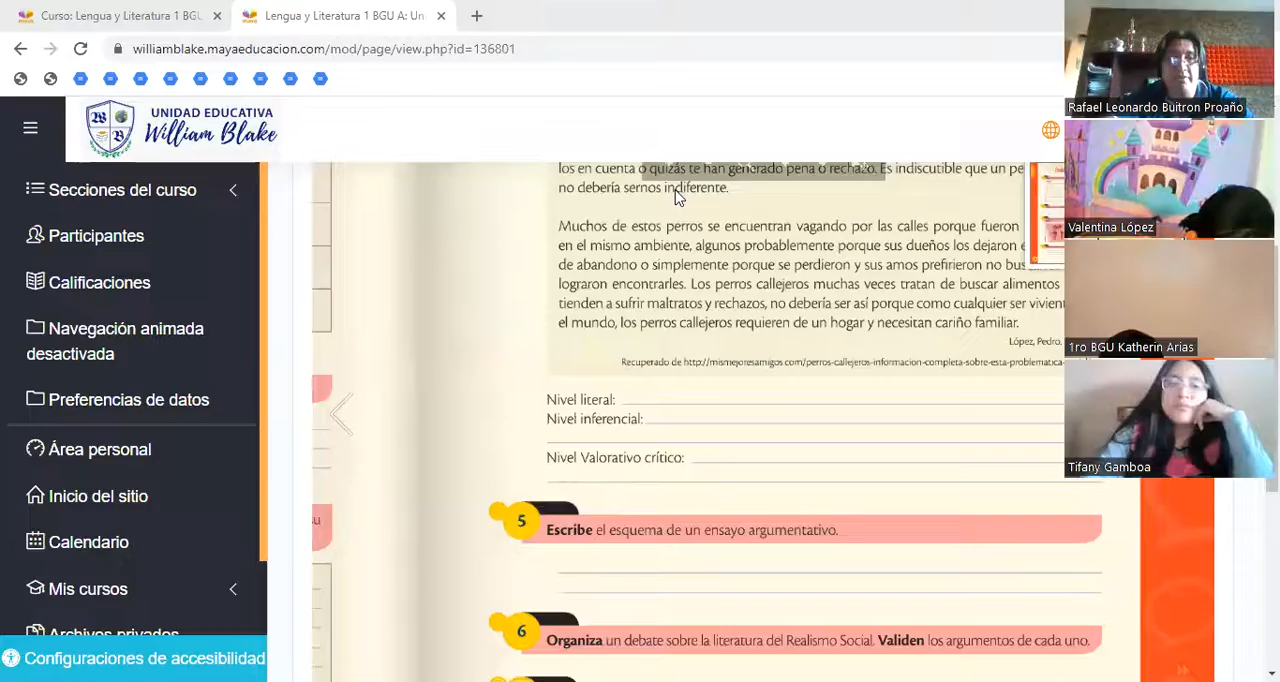 Curso: Lengua y Literatura 1 BGU
Lengua y Literatura 1 BGU A: Un
williamblake.mayaeducacion.com/mod/page/view.php?id=136801
UNIDAD EDUCATIVA
William Blake
Secciones del curso
Participantes
Calificaciones
Navegación animada
desactivada
Preferencias de datos
Área personal
Inicio del sitio
Calendario
Mis cursos
Archivos privados
Configuraciones de accesibilidad
los en cuenta o quizás te han generado pena o rechazo. Es indiscutible que un pe
no debería sernos indiferente.
Muchos de estos perros se encuentran vagando por las calles porque fueron
en el mismo ambiente, algunos probablemente porque sus dueños los dejaron
de abandono o simplemente porque se perdieron y sus amos prefirieron no
lograron encontrarles. Los perros callejeros muchas veces tratan de buscar alimentos
tienden a sufrir maltratos y rechazos, no debería ser así porque como cualquier ser vivien
el mundo, los perros callejeros requieren de un hogar y necesitan cariño familiar.
López, Pedro.
Recuperado de http://mismejoresamigos.com/perros-callejeros-informacion-completa-sobre-esta-problematica-
Nivel literal:
Nivel inferencial:
Nivel Valorativo crítico:
5 Escribe el esquema de un ensayo argumentativo.
6 Organiza un debate sobre la literatura del Realismo Social. Validen los argumentos de cada uno.
Rafael Leonardo Buitron Proaño
Valentina López
1ro BGU Katherin Arias
Tifany Gamboa